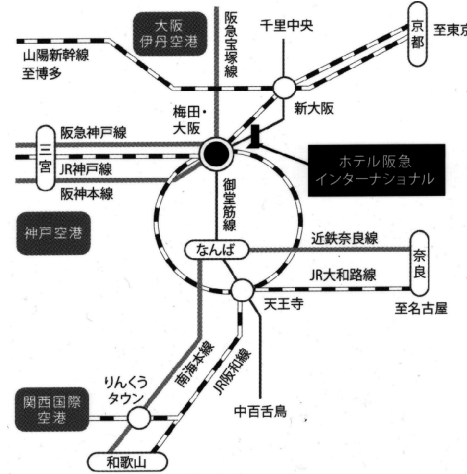 大阪
伊丹空港
阪急宝塚線
千里中央
京都
至東京
山陽新幹線
至博多
梅田・
大阪
新大阪
阪急神戸線
三宮
JR神戸線
阪神本線
ホテル阪急
インターナショナル
御堂筋線
神戸空港
なんば
近鉄奈良線
奈良
JR大和路線
天王寺
至名古屋
南海本線
JR阪和線
りんくう
タウン
関西国際
空港
中百舌鳥
和歌山